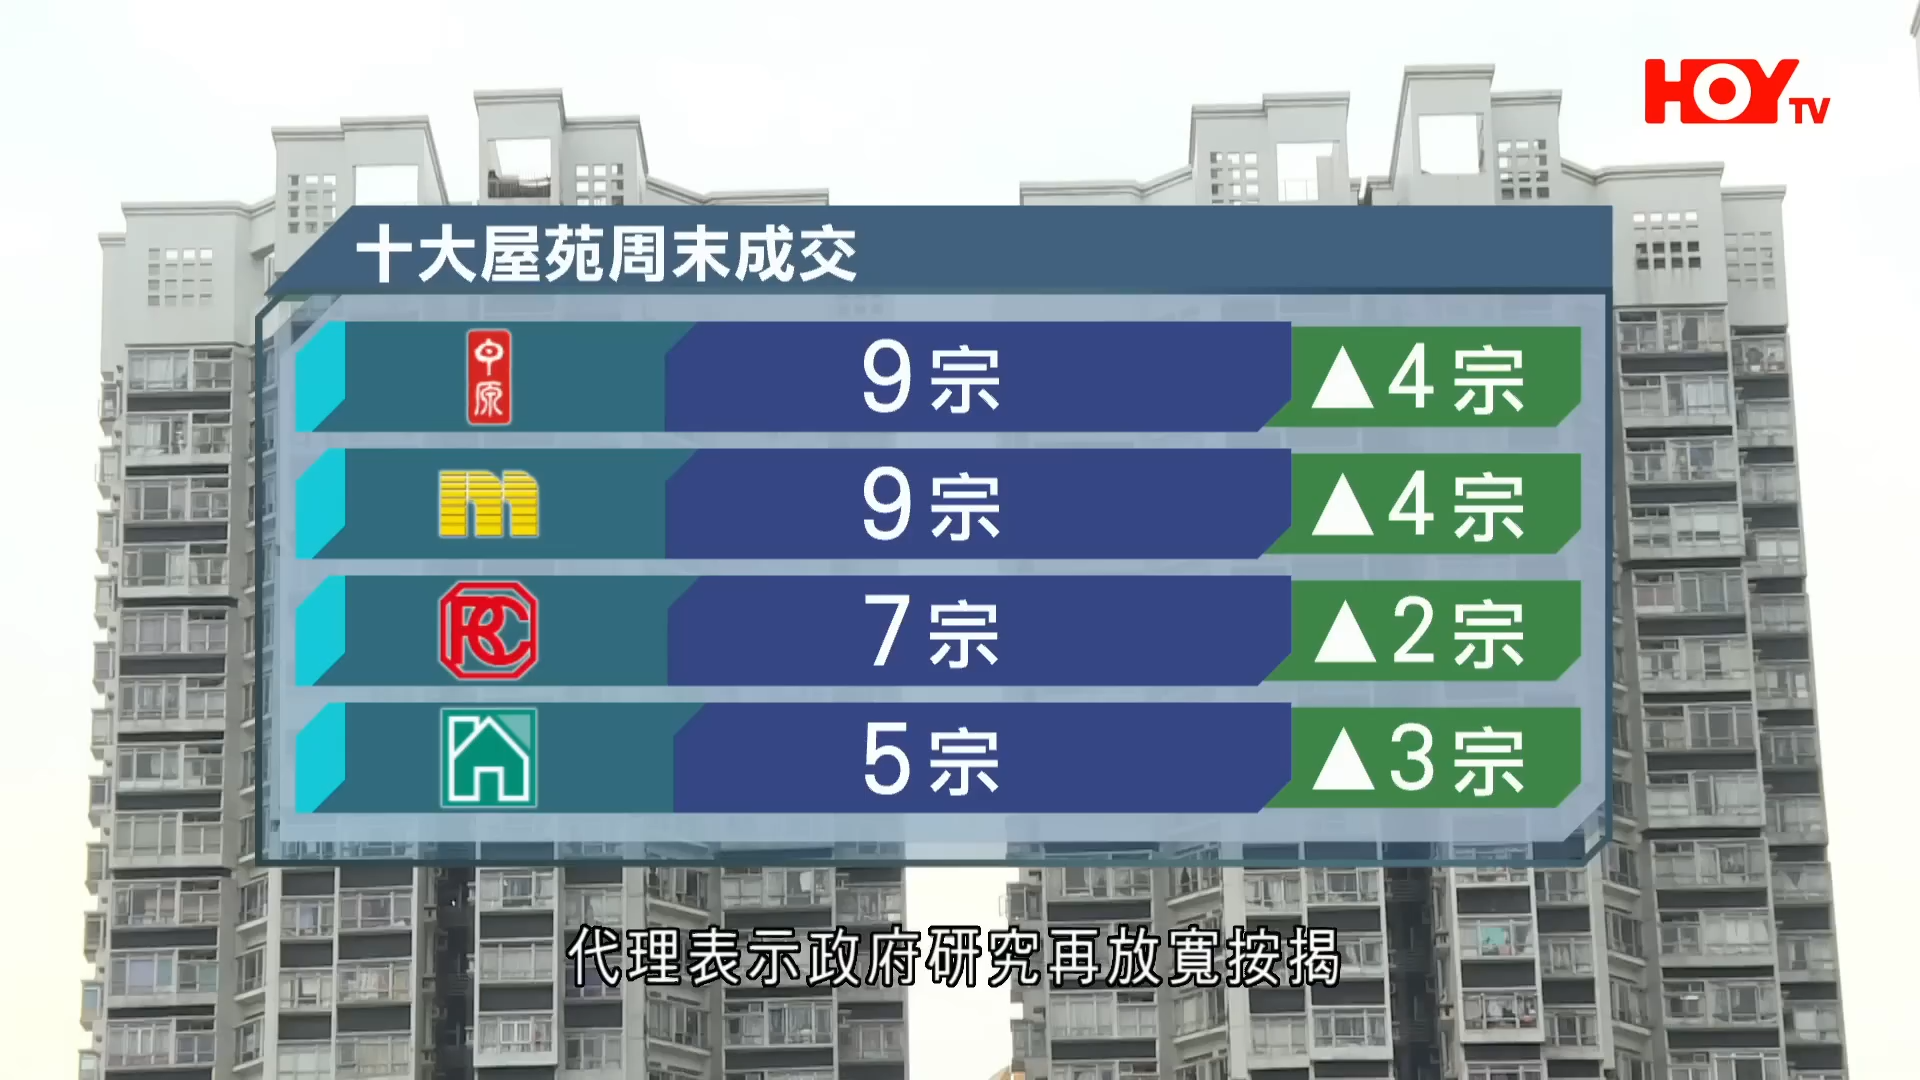 HOY TV
十大屋苑周末成交
中原 9宗 ▲4宗
m 9宗 ▲4宗
RC 7宗 ▲2宗
5宗 ▲3宗
代理表示政府研究再放寬按揭